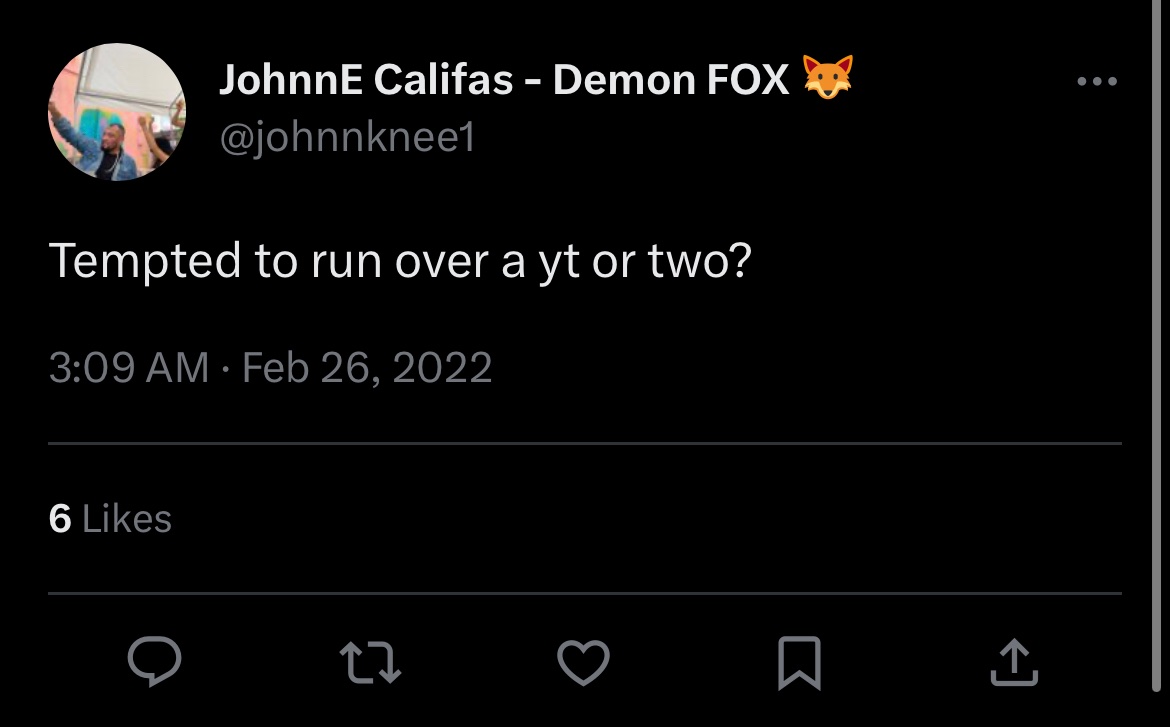 JohnnE Califas - Demon FOX 🦊
@johnnknee1
Tempted to run over a yt or two?
3:09 AM · Feb 26, 2022
6 Likes